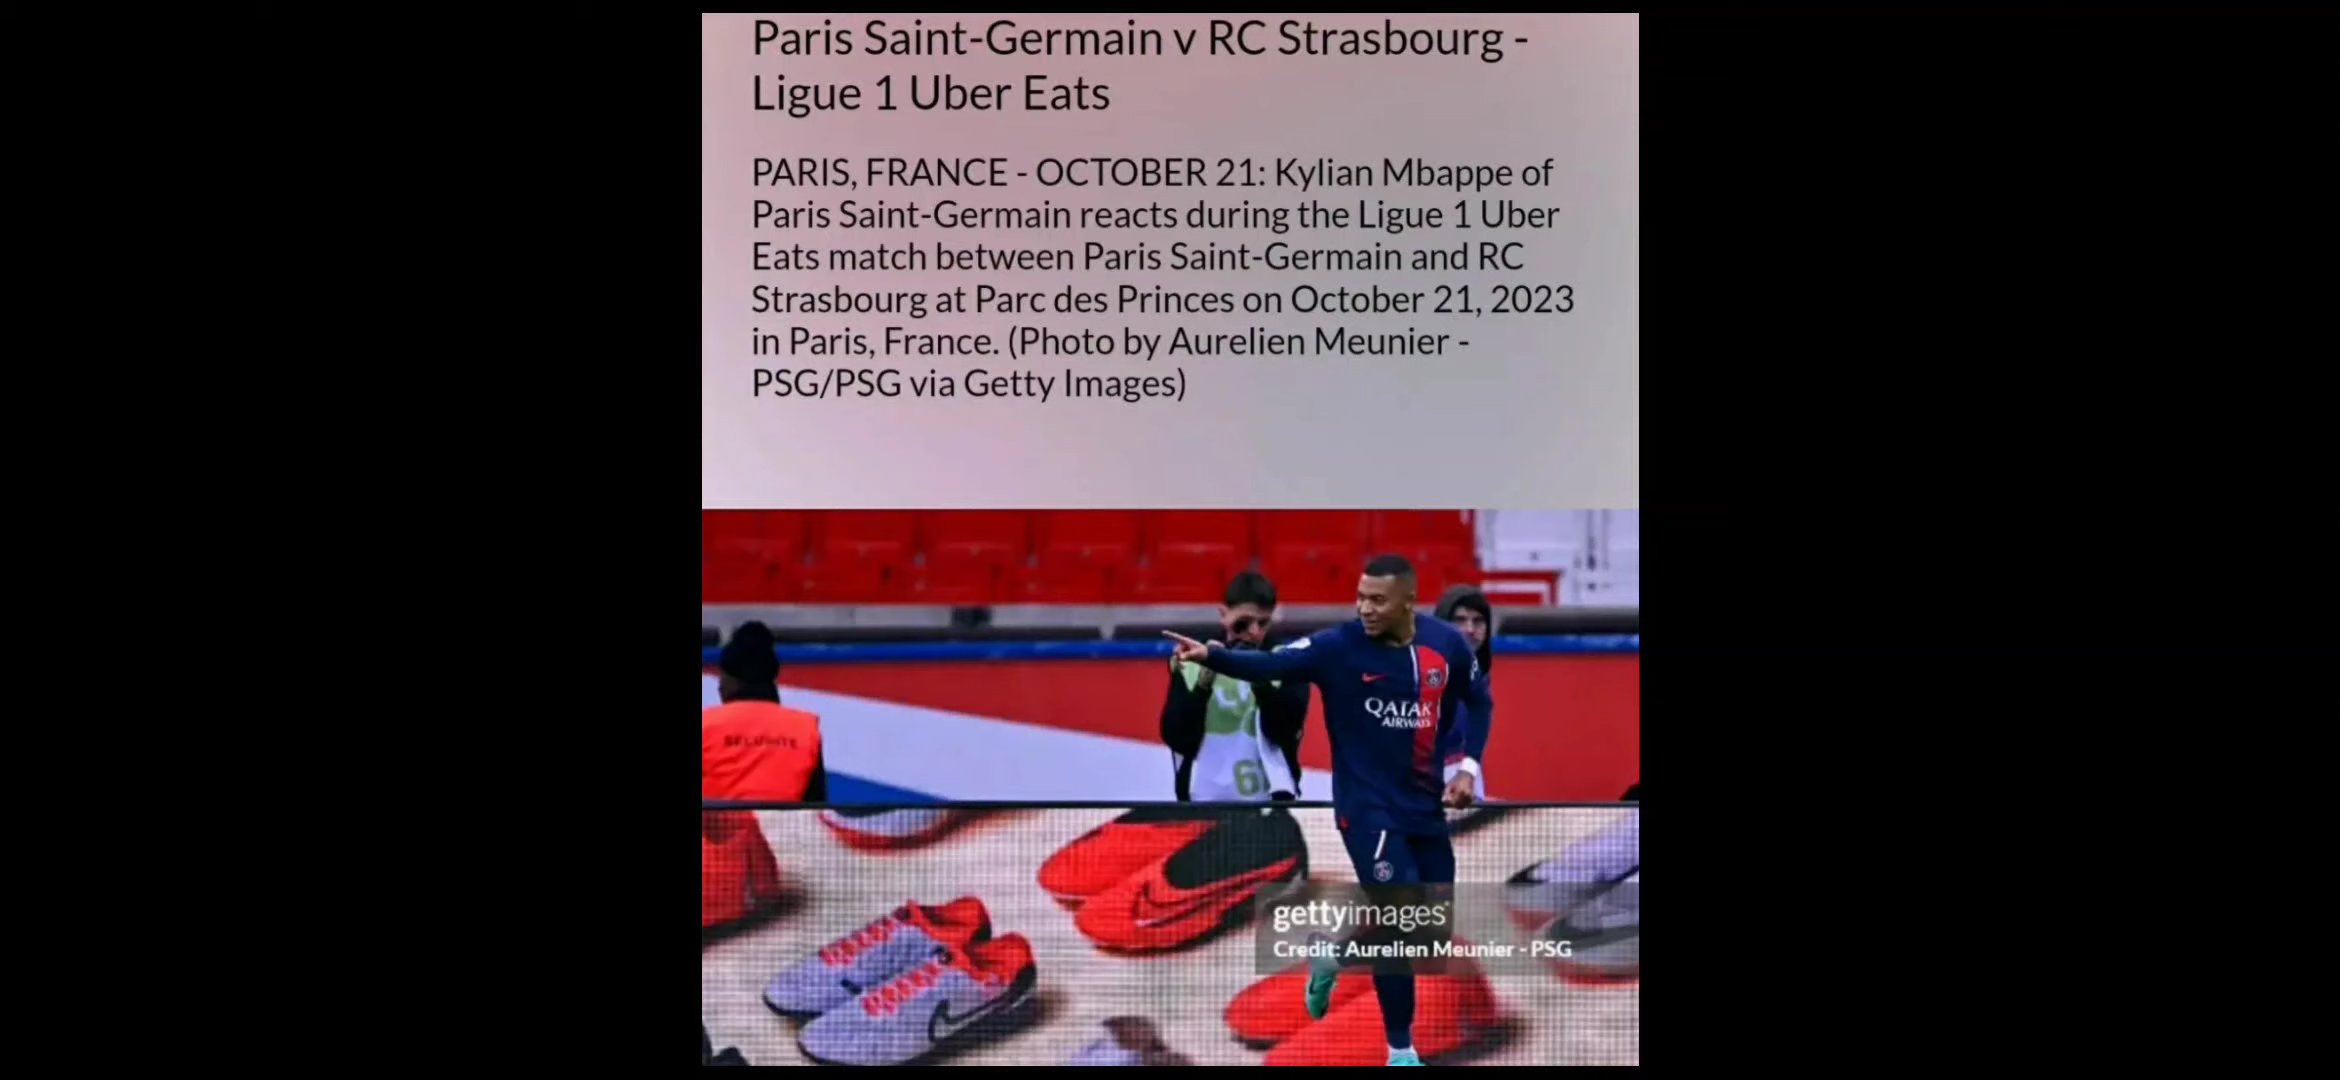 Paris Saint-Germain v RC Strasbourg -
Ligue 1 Uber Eats
PARIS, FRANCE - OCTOBER 21: Kylian Mbappe of
Paris Saint-Germain reacts during the Ligue 1 Uber
Eats match between Paris Saint-Germain and RC
Strasbourg at Parc des Princes on October 21, 2023
in Paris, France. (Photo by Aurelien Meunier -
PSG/PSG via Getty Images)
SÉCURITÉ
QATAR
AIRWAYS
7
gettyimages
Credit: Aurelien Meunier - PSG